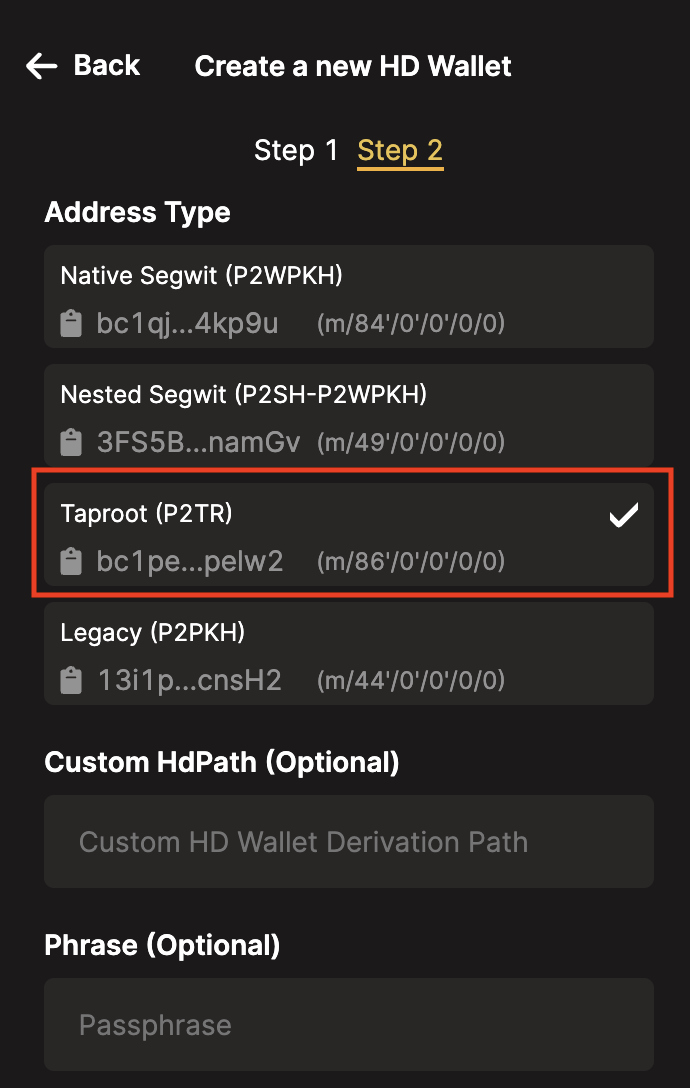 Back Create a new HD Wallet
Step 1 Step 2
Address Type
Native Segwit (P2WPKH)
bc1qj...4kp9u (m/84'/0'/0'/0/0)
Nested Segwit (P2SH-P2WPKH)
3FS5B...namGv (m/49'/0'/0'/0/0)
Taproot (P2TR)
bc1pe...pelw2 (m/86'/0'/0'/0/0)
Legacy (P2PKH)
13i1p...cnsH2 (m/44'/0'/0'/0/0)
Custom HdPath (Optional)
Custom HD Wallet Derivation Path
Phrase (Optional)
Passphrase